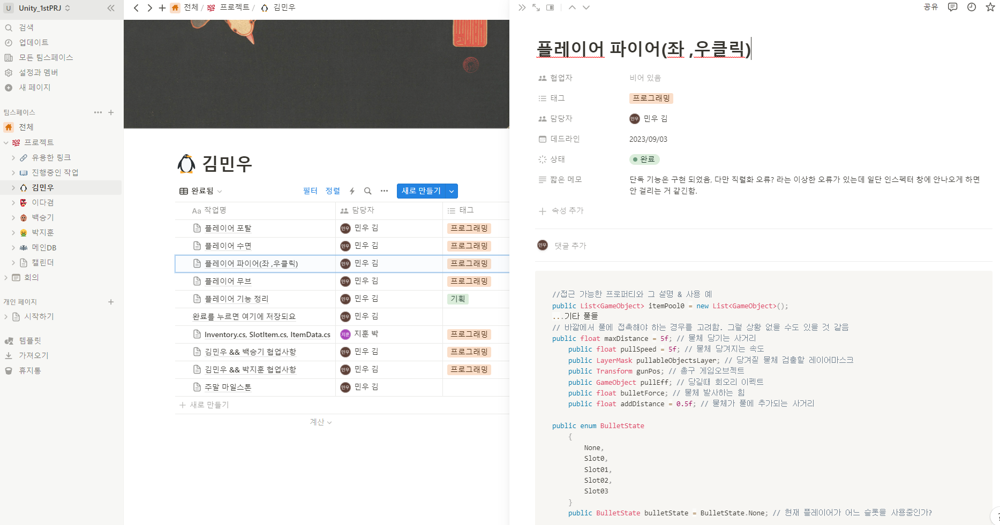 U Unity_1stPRJ
검색
업데이트
모든 팀스페이스
설정과 멤버
새 페이지
팀스페이스
전체
프로젝트
유용한 링크
진행중인 작업
김민우
이다겸
백승기
박지훈
메인DB
캘린더
회의
개인 페이지
시작하기
템플릿
가져오기
휴지통
전체 / 프로젝트 / 김민우
김민우
완료됨
필터 정렬 새로 만들기
Aa 작업명 담당자 태그
플레이어 포탈 민우 민우 김 프로그래밍
플레이어 수면 민우 민우 김 프로그래밍
플레이어 파이어(좌 ,우클릭) 민우 민우 김 프로그래밍
플레이어 무브 민우 민우 김 프로그래밍
플레이어 기능 정리 민우 민우 김 기획
완료를 누르면 여기에 저장되요 민우 민우 김
Inventory.cs, SlotItem.cs, ItemData.cs 지훈 지훈 박 프로그래밍
김민우 && 백승기 협업사항 민우 민우 김 프로그래밍
김민우 && 박지훈 협업사항 민우 민우 김 프로그래밍
주말 마일스톤 민우 민우 김
새로 만들기
계산
공유
플레이어 파이어(좌 ,우클릭)
협업자 비어 있음
태그 프로그래밍
담당자 민우 민우 김
데드라인 2023/09/03
상태 완료
짧은 메모 단독 기능은 구현 되었음, 다만 직렬화 오류? 라는 이상한 오류가 있는데 일단 인스펙터 창에 안나오게 하면
안 걸리는 거 같긴함.
속성 추가
민우 댓글 추가
//접근 가능한 프로퍼티와 그 설명 & 사용 예
public List<GameObject> itemPool0 = new List<GameObject>();
...기타 풀들
// 바깥에서 풀에 접촉해야 하는 경우를 고려함. 그럴 상황 없을 수도 있을 것 같음
public float maxDistance = 5f; // 물체 당기는 사거리
public float pullSpeed = 5f; // 물체 당겨지는 속도
public LayerMask pullableObjectsLayer; // 당겨질 물체 검출할 레이어마스크
public Transform gunPos; // 총구 게임오브젝트
public GameObject pullEff; // 당길때 회오리 이펙트
public float bulletForce; // 물체 발사하는 힘
public float addDistance = 0.5f; // 물체가 풀에 추가되는 사거리
public enum BulletState
{
None,
Slot0,
Slot01,
Slot02,
Slot03
}
public BulletState bulletState = BulletState.None; // 현재 플레이어가 어느 슬롯을 사용중인가?
?